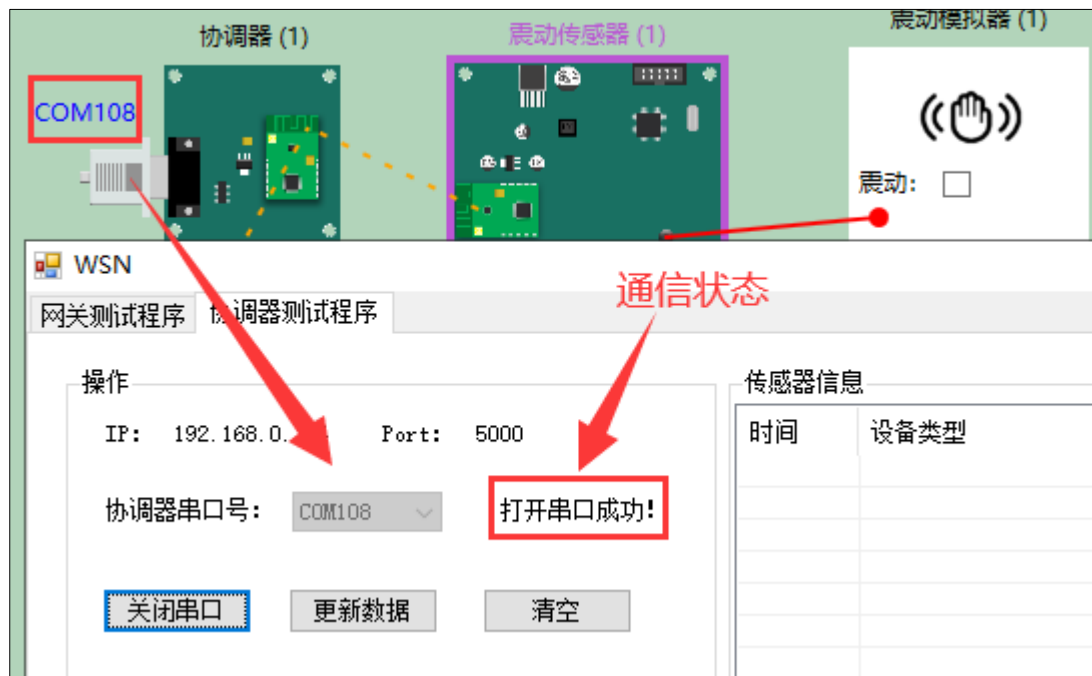 协调器 (1)
震动传感器 (1)
震动模拟器 (1)
COM108
震动:
WSN
通信状态
网关测试程序
协调器测试程序
操作
IP: 192.168.0.
Port: 5000
协调器串口号:
COM108
打开串口成功!
关闭串口
更新数据
清空
传感器信息
时间
设备类型